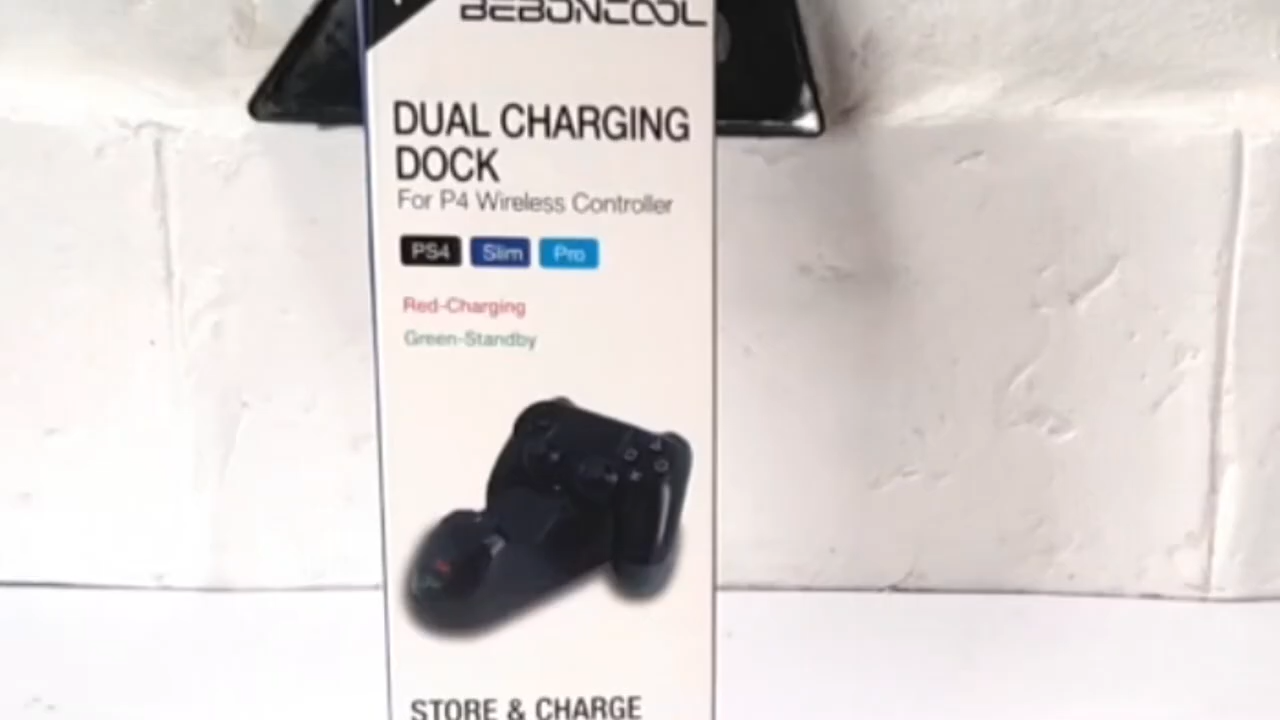 BEBONCOOL
DUAL CHARGING
DOCK
For P4 Wireless Controller
PS4 Slim Pro
Red-Charging
Green-Standby
STORE & CHARGE